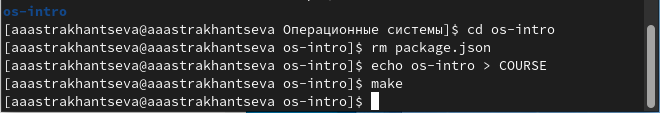 os-intro
[aaastrakhantseva@aaastrakhantseva Операционные системы]$ cd os-intro
[aaastrakhantseva@aaastrakhantseva os-intro]$ rm package.json
[aaastrakhantseva@aaastrakhantseva os-intro]$ echo os-intro > COURSE
[aaastrakhantseva@aaastrakhantseva os-intro]$ make
[aaastrakhantseva@aaastrakhantseva os-intro]$